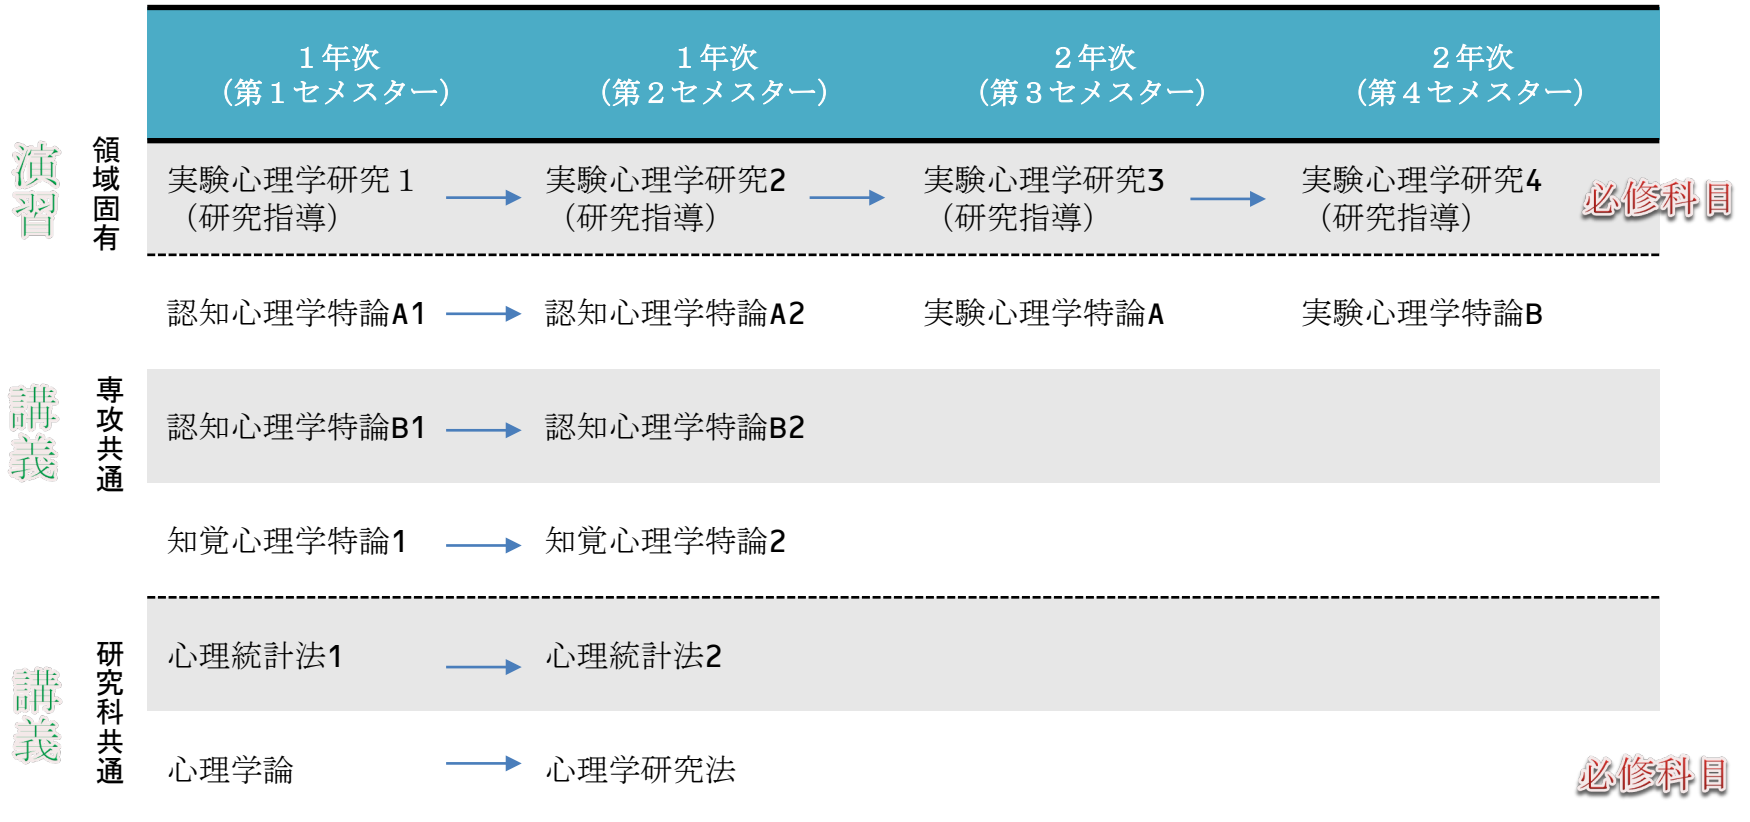 １年次
（第１セメスター）
１年次
（第２セメスター）
２年次
（第３セメスター）
２年次
（第４セメスター）
演習
領域固有
実験心理学研究１
（研究指導）
実験心理学研究2
（研究指導）
実験心理学研究3
（研究指導）
実験心理学研究4
（研究指導）
必修科目
講義
専攻共通
認知心理学特論A1
認知心理学特論A2
実験心理学特論A
実験心理学特論B
認知心理学特論B1
認知心理学特論B2
知覚心理学特論1
知覚心理学特論2
講義
研究科共通
心理統計法1
心理統計法2
心理学論
心理学研究法
必修科目